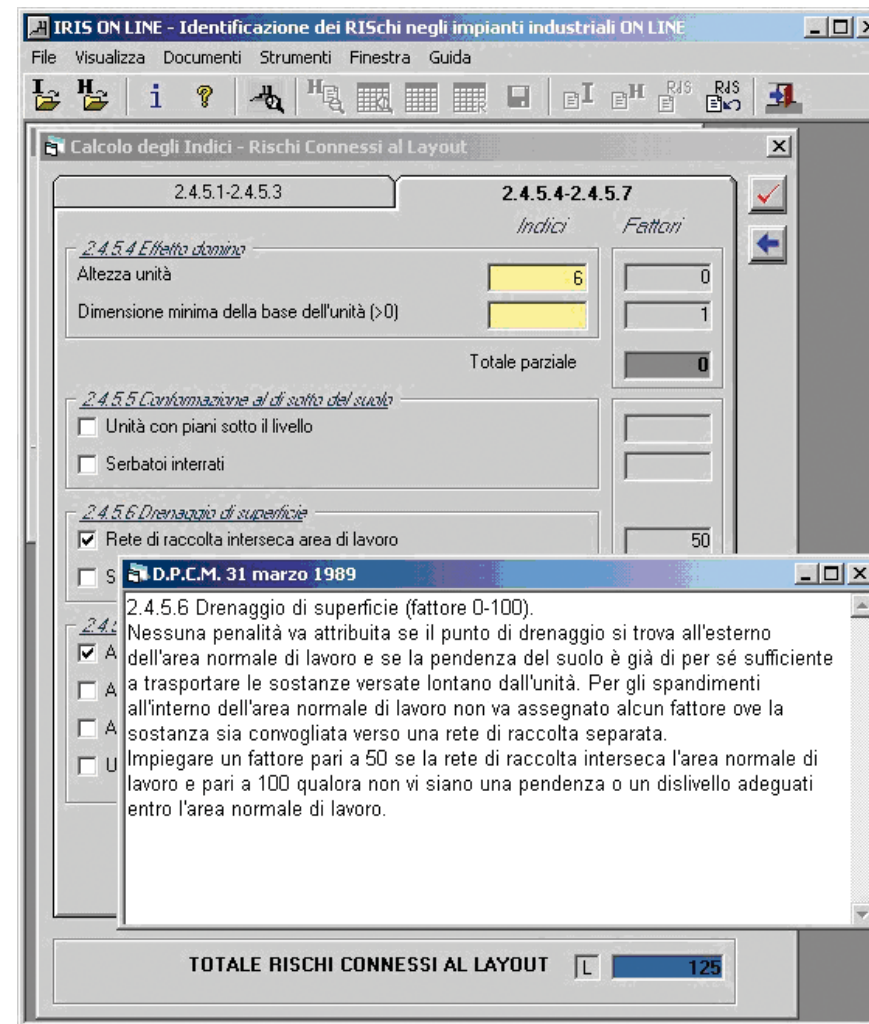 IRIS ON LINE - Identificazione dei RISchi negli impianti industriali ON LINE
File Visualizza Documenti Strumenti Finestra Guida
I H i ? H R I H RdS RdS
Calcolo degli Indici - Rischi Connessi al Layout
2.4.5.1-2.4.5.3 2.4.5.4-2.4.5.7
Indici Fattori
2.4.5.4 Effetto domino
Altezza unità 6 0
Dimensione minima della base dell'unità (>0) 1
Totale parziale 0
2.4.5.5 Conformazione al di sotto del suolo
Unità con piani sotto il livello
Serbatoi interrati
2.4.5.6 Drenaggio di superficie
Rete di raccolta interseca area di lavoro 50
S
2.4.
A
A
A
U
D.P.C.M. 31 marzo 1989
2.4.5.6 Drenaggio di superficie (fattore 0-100).
Nessuna penalità va attribuita se il punto di drenaggio si trova all'esterno
dell'area normale di lavoro e se la pendenza del suolo è già di per sé sufficiente
a trasportare le sostanze versate lontano dall'unità. Per gli spandimenti
all'interno dell'area normale di lavoro non va assegnato alcun fattore ove la
sostanza sia convogliata verso una rete di raccolta separata.
Impiegare un fattore pari a 50 se la rete di raccolta interseca l'area normale di
lavoro e pari a 100 qualora non vi siano una pendenza o un dislivello adeguati
entro l'area normale di lavoro.
TOTALE RISCHI CONNESSI AL LAYOUT L 125